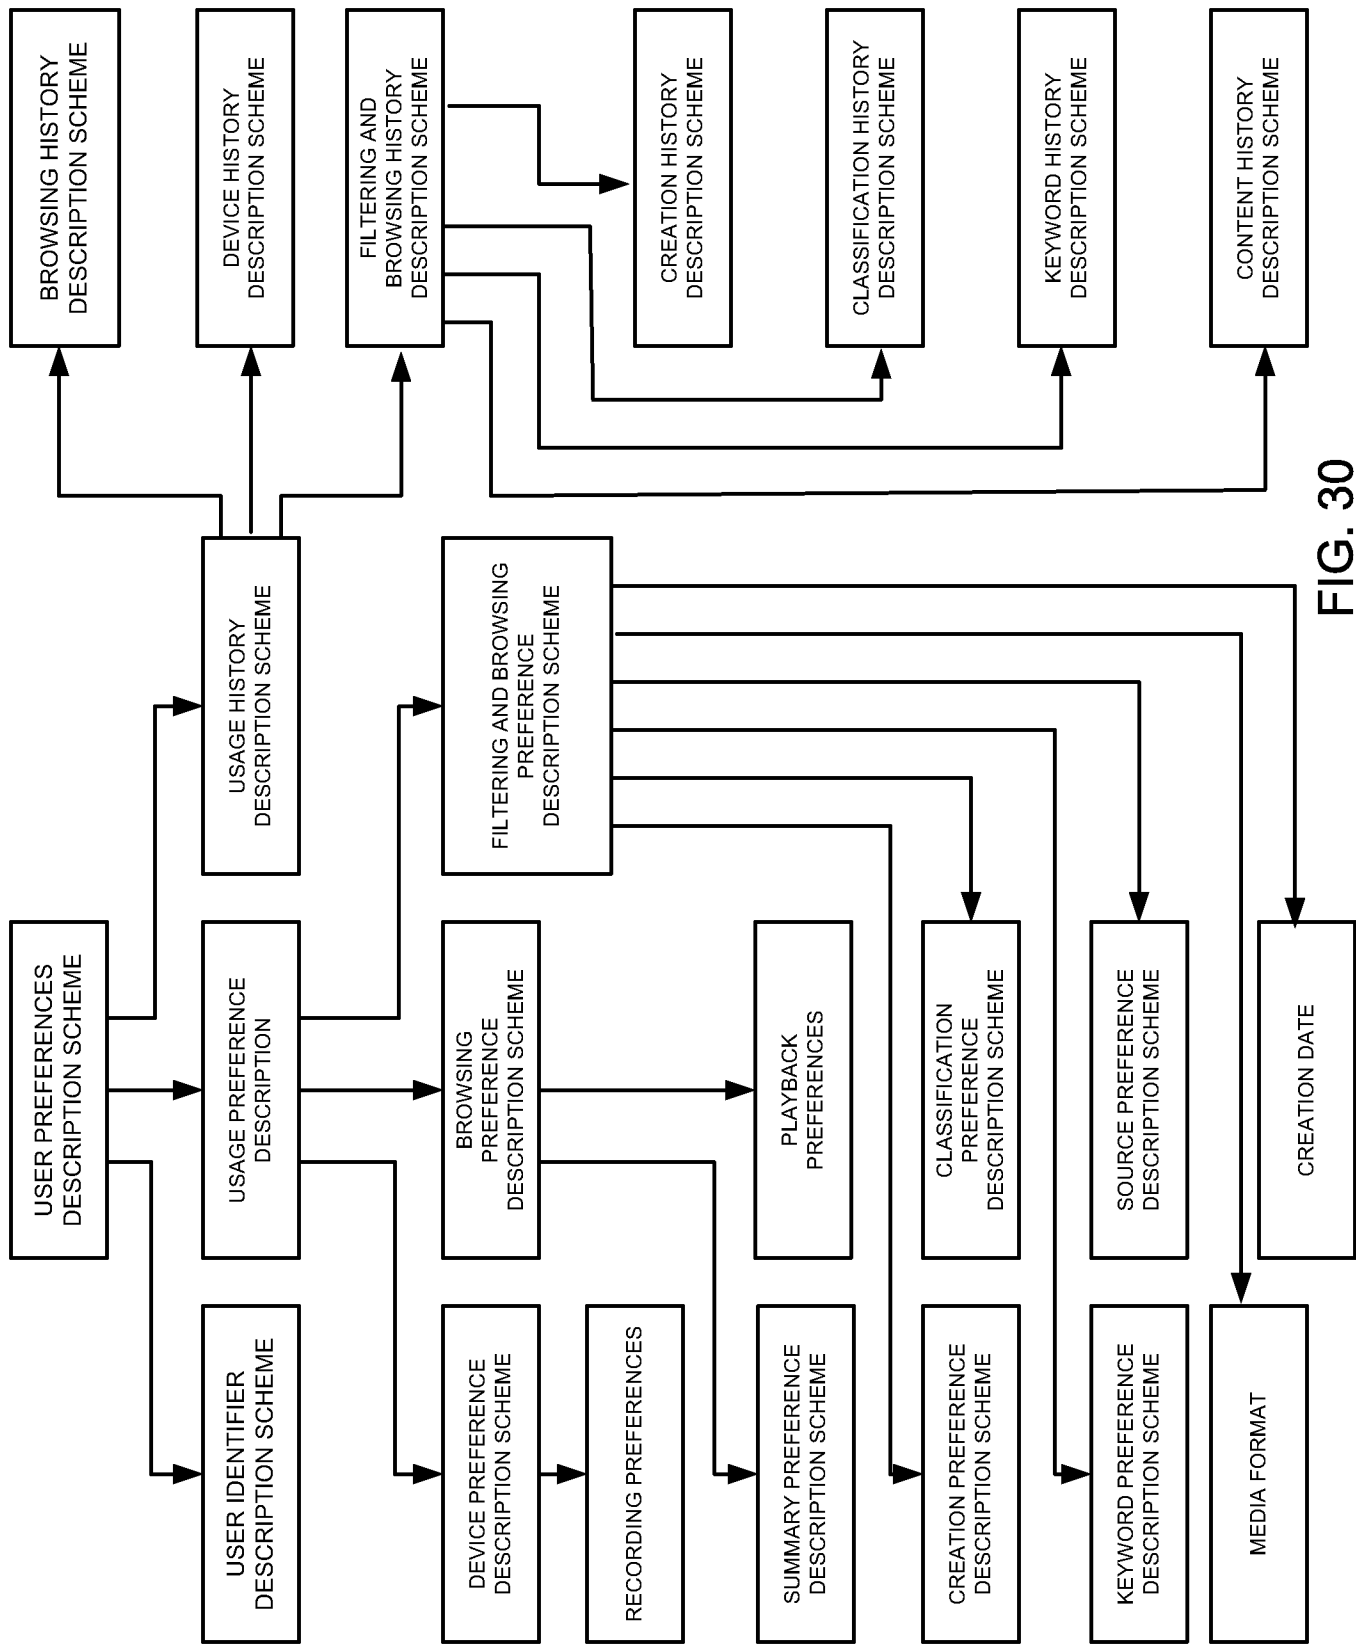 USER PREFERENCES
DESCRIPTION SCHEME
USER IDENTIFIER
DESCRIPTION SCHEME
USAGE PREFERENCE
DESCRIPTION
USAGE HISTORY
DESCRIPTION SCHEME
BROWSING HISTORY
DESCRIPTION SCHEME
DEVICE HISTORY
DESCRIPTION SCHEME
FILTERING AND
BROWSING HISTORY
DESCRIPTION SCHEME
DEVICE PREFERENCE
DESCRIPTION SCHEME
BROWSING
PREFERENCE
DESCRIPTION SCHEME
FILTERING AND BROWSING
PREFERENCE
DESCRIPTION SCHEME
RECORDING PREFERENCES
CREATION HISTORY
DESCRIPTION SCHEME
SUMMARY PREFERENCE
DESCRIPTION SCHEME
PLAYBACK
PREFERENCES
CLASSIFICATION HISTORY
DESCRIPTION SCHEME
CREATION PREFERENCE
DESCRIPTION SCHEME
CLASSIFICATION
PREFERENCE
DESCRIPTION SCHEME
KEYWORD HISTORY
DESCRIPTION SCHEME
KEYWORD PREFERENCE
DESCRIPTION SCHEME
SOURCE PREFERENCE
DESCRIPTION SCHEME
CONTENT HISTORY
DESCRIPTION SCHEME
MEDIA FORMAT
CREATION DATE
FIG. 30